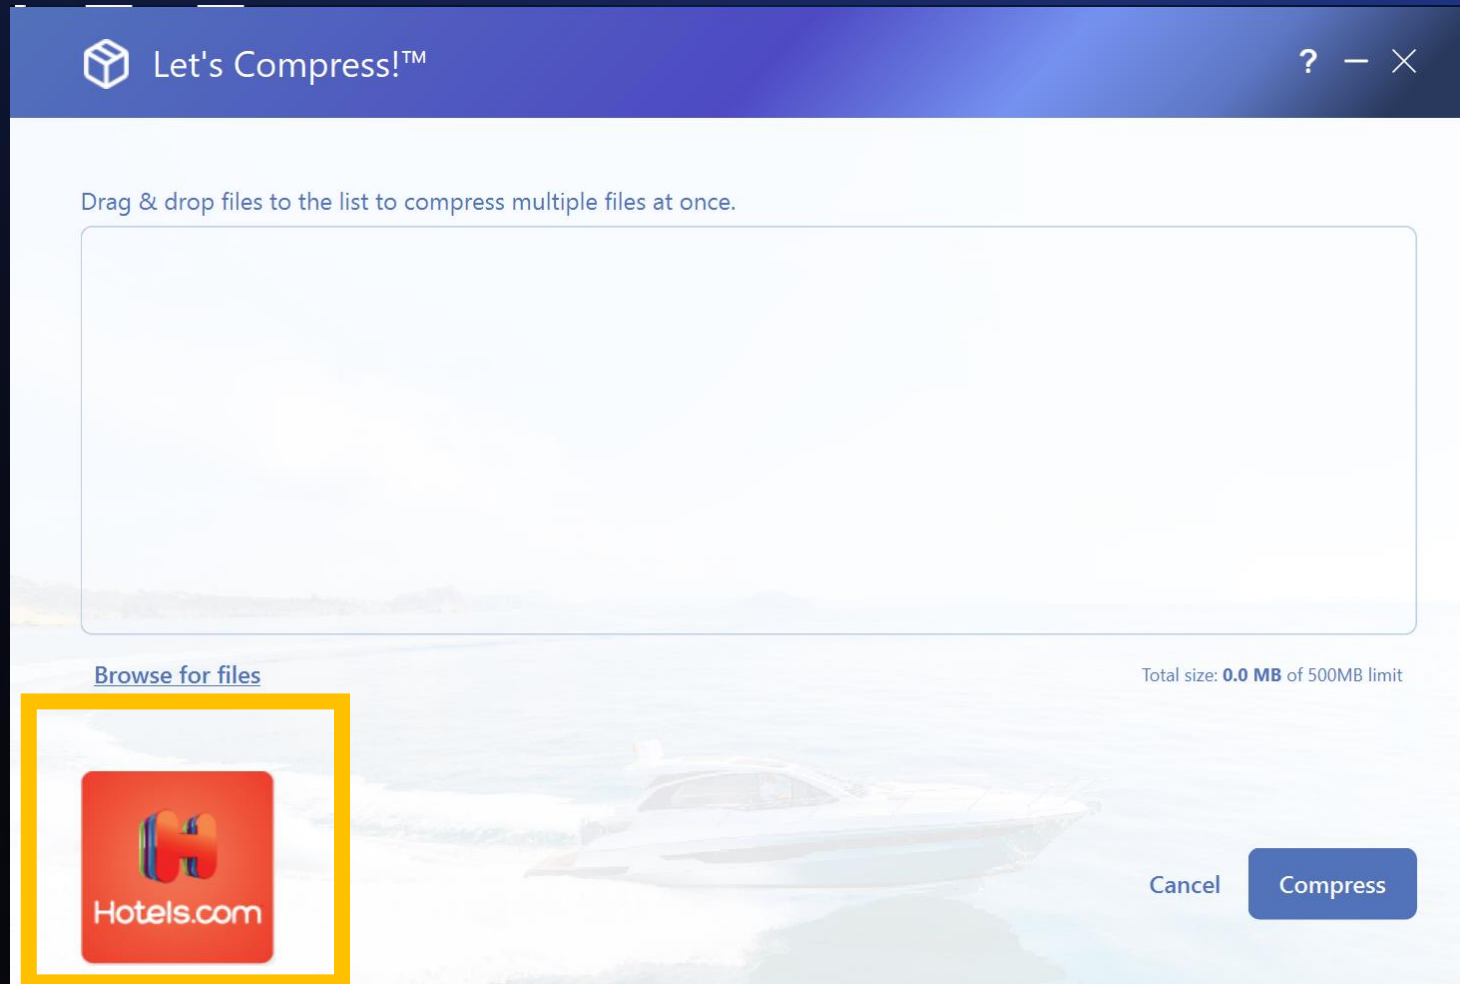 Let's Compress!™
?
Drag & drop files to the list to compress multiple files at once.
Browse for files
Total size: 0.0 MB of 500MB limit
H
Hotels.com
Cancel
Compress